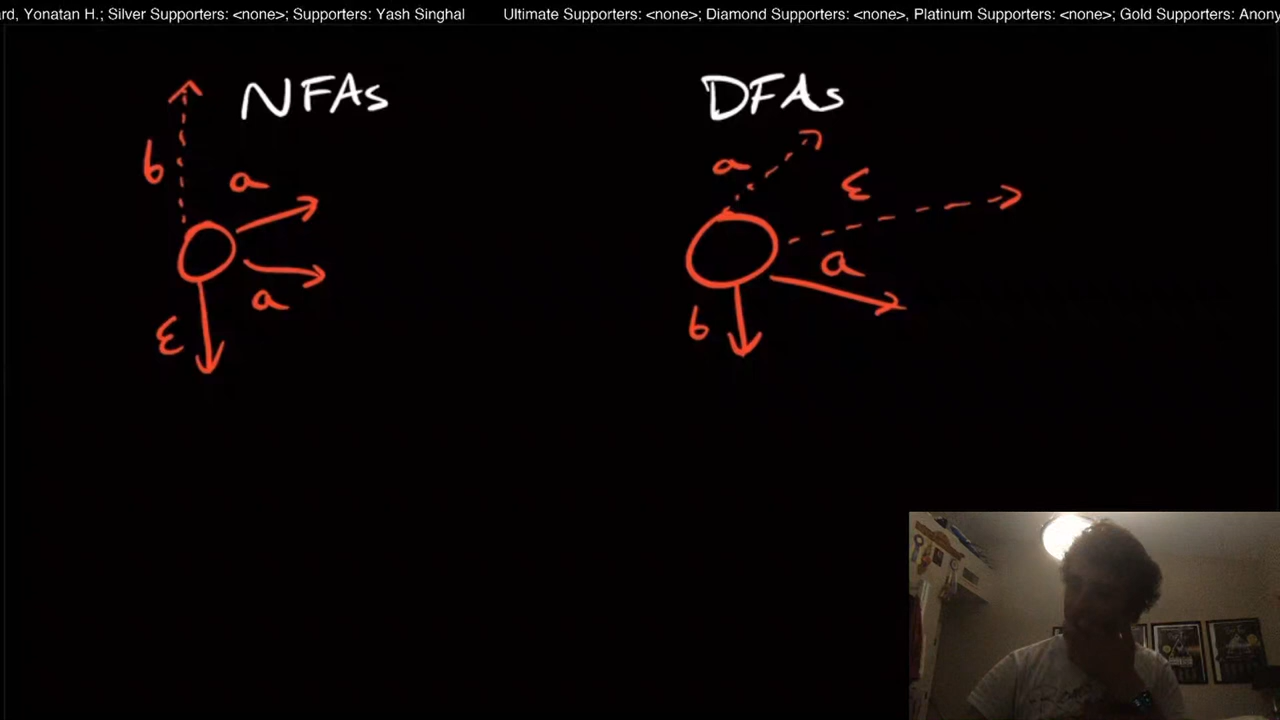 rd, Yonatan H.; Silver Supporters: <none>; Supporters: Yash Singhal
Ultimate Supporters: <none>; Diamond Supporters: <none>, Platinum Supporters: <none>; Gold Supporters: Anony
NFAs
b
a
a
ε
DFAs
a
ε
a
b